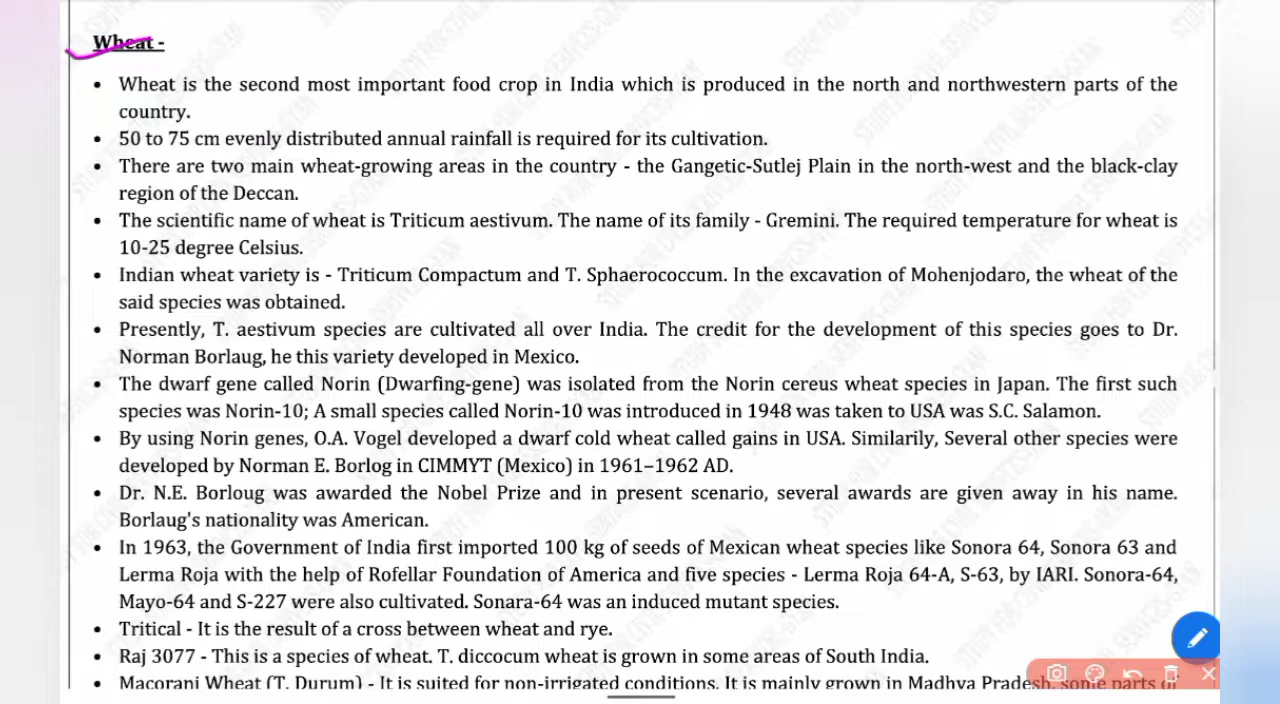 Wheat -
• Wheat is the second most important food crop in India which is produced in the north and northwestern parts of the
country.
• 50 to 75 cm evenly distributed annual rainfall is required for its cultivation.
• There are two main wheat-growing areas in the country - the Gangetic-Sutlej Plain in the north-west and the black-clay
region of the Deccan.
• The scientific name of wheat is Triticum aestivum. The name of its family - Gremini. The required temperature for wheat is
10-25 degree Celsius.
• Indian wheat variety is - Triticum Compactum and T. Sphaerococcum. In the excavation of Mohenjodaro, the wheat of the
said species was obtained.
• Presently, T. aestivum species are cultivated all over India. The credit for the development of this species goes to Dr.
Norman Borlaug, he this variety developed in Mexico.
• The dwarf gene called Norin (Dwarfing-gene) was isolated from the Norin cereus wheat species in Japan. The first such
species was Norin-10; A small species called Norin-10 was introduced in 1948 was taken to USA was S.C. Salamon.
• By using Norin genes, O.A. Vogel developed a dwarf cold wheat called gains in USA. Similarily, Several other species were
developed by Norman E. Borlog in CIMMYT (Mexico) in 1961–1962 AD.
• Dr. N.E. Borloug was awarded the Nobel Prize and in present scenario, several awards are given away in his name.
Borlaug's nationality was American.
• In 1963, the Government of India first imported 100 kg of seeds of Mexican wheat species like Sonora 64, Sonora 63 and
Lerma Roja with the help of Rofellar Foundation of America and five species - Lerma Roja 64-A, S-63, by IARI. Sonora-64,
Mayo-64 and S-227 were also cultivated. Sonara-64 was an induced mutant species.
• Tritical - It is the result of a cross between wheat and rye.
• Raj 3077 - This is a species of wheat. T. diccocum wheat is grown in some areas of South India.
• Macorani Wheat (T. Durum) - It is suited for non-irrigated conditions. It is mainly grown in Madhya Pradesh, some parts of